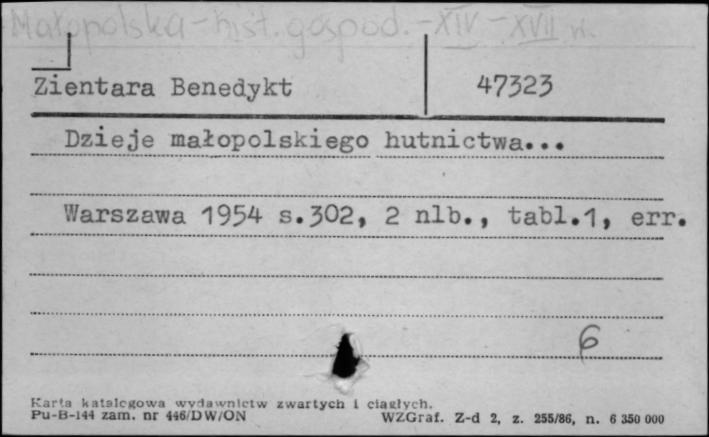 Małopolska - hist. gospod. - XIV - XVII w.
Zientara Benedykt 47323
Dzieje małopolskiego hutnictwa...
Warszawa 1954 s.302, 2 nlb., tabl.1, err.
6
Karta katalogowa wydawnictw zwartych i ciągłych.
Pu-B-144 zam. nr 446/DW/ON WZGraf. Z-d 2, z. 255/86, n. 6 350 000